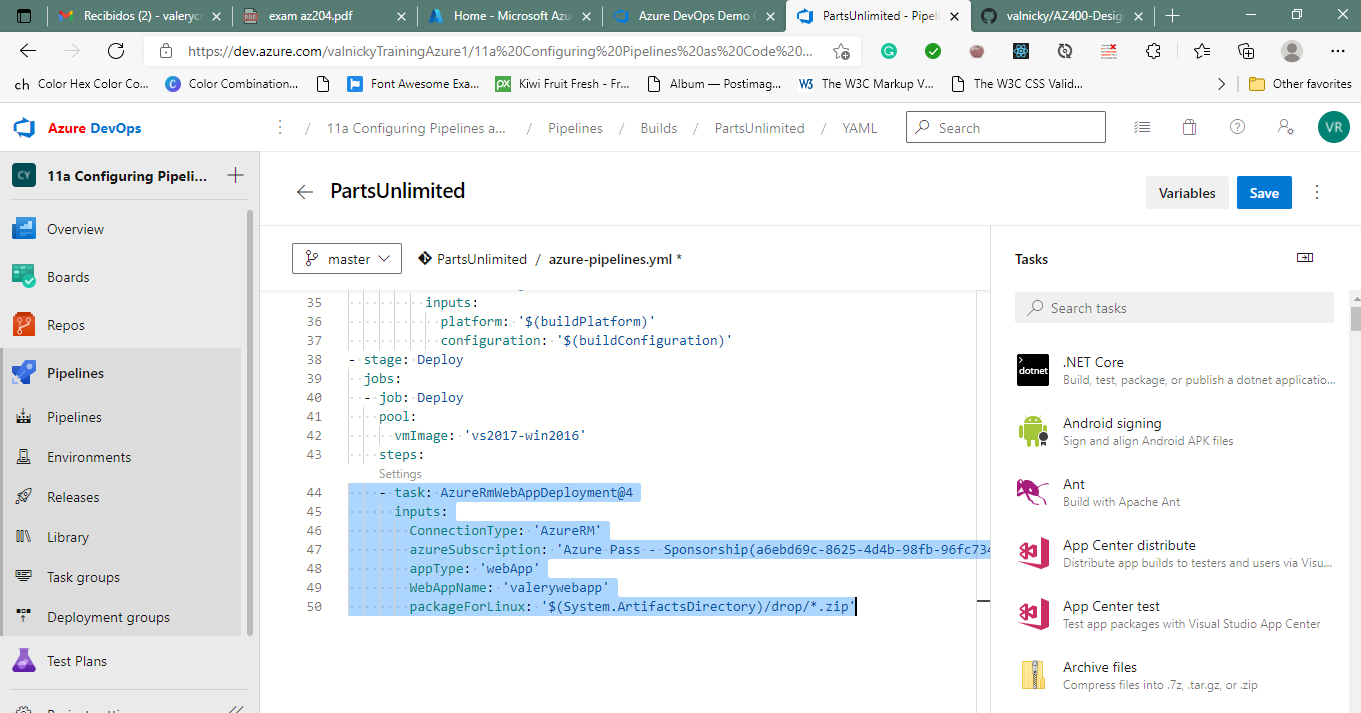 Recibidos (2) - valeryc
exam az204.pdf
Home - Microsoft Azu
Azure DevOps Demo
PartsUnlimited - Pipeli
valnicky/AZ400-Desig
https://dev.azure.com/valnickyTrainingAzure1/11a%20Configuring%20Pipelines%20as%20Code%20...
ch Color Hex Color Co...
C Color Combination...
Font Awesome Exa...
px Kiwi Fruit Fresh - Fr...
Album — Postimag...
W3 The W3C Markup V...
The W3C CSS Valid...
Other favorites
Azure DevOps
/ 11a Configuring Pipelines a... / Pipelines / Builds / PartsUnlimited / YAML
Search
VR
CY 11a Configuring Pipeli...
Overview
Boards
Repos
Pipelines
Pipelines
Environments
Releases
Library
Task groups
Deployment groups
Test Plans
PartsUnlimited
Variables
Save
master
PartsUnlimited / azure-pipelines.yml *
35 inputs:
36 platform: '$(buildPlatform)'
37 configuration: '$(buildConfiguration)'
38 - stage: Deploy
39 jobs:
40 - job: Deploy
41 pool:
42 vmImage: 'vs2017-win2016'
43 steps:
Settings
44 - task: AzureRmWebAppDeployment@4
45 inputs:
46 ConnectionType: 'AzureRM'
47 azureSubscription: 'Azure Pass - Sponsorship(a6ebd69c-8625-4d4b-98fb-96fc734
48 appType: 'webApp'
49 WebAppName: 'valerywebapp'
50 packageForLinux: '$(System.ArtifactsDirectory)/drop/*.zip'
Tasks
Search tasks
dotnet
.NET Core
Build, test, package, or publish a dotnet applicatio...
Android signing
Sign and align Android APK files
Ant
Build with Apache Ant
App Center distribute
Distribute app builds to testers and users via Visu...
App Center test
Test app packages with Visual Studio App Center
Archive files
Compress files into .7z, .tar.gz, or .zip